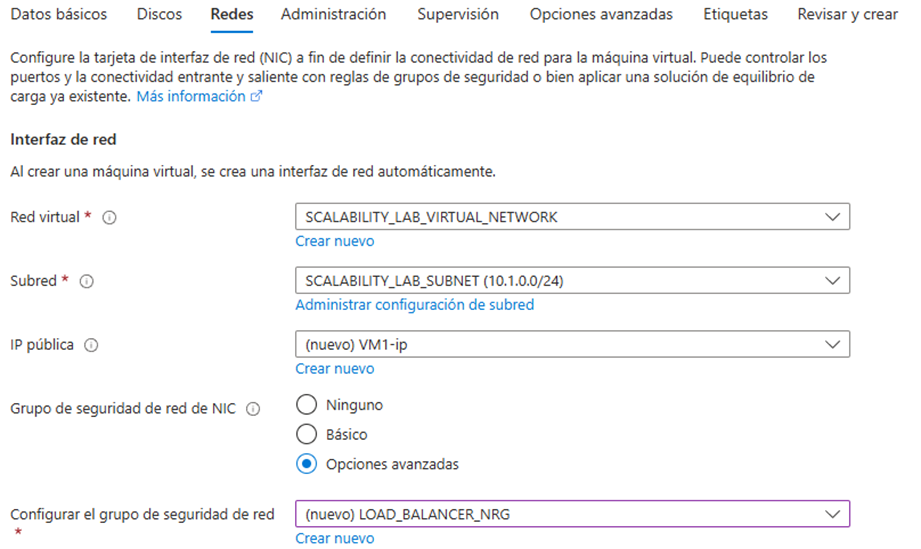 Datos básicos Discos Redes Administración Supervisión Opciones avanzadas Etiquetas Revisar y crear
Configure la tarjeta de interfaz de red (NIC) a fin de definir la conectividad de red para la máquina virtual. Puede controlar los
puertos y la conectividad entrante y saliente con reglas de grupos de seguridad o bien aplicar una solución de equilibrio de
carga ya existente. Más información
Interfaz de red
Al crear una máquina virtual, se crea una interfaz de red automáticamente.
Red virtual * SCALABILITY_LAB_VIRTUAL_NETWORK
Crear nuevo
Subred * SCALABILITY_LAB_SUBNET (10.1.0.0/24)
Administrar configuración de subred
IP pública (nuevo) VM1-ip
Crear nuevo
Grupo de seguridad de red de NIC Ninguno
Básico
Opciones avanzadas
Configurar el grupo de seguridad de red (nuevo) LOAD_BALANCER_NRG
*
Crear nuevo